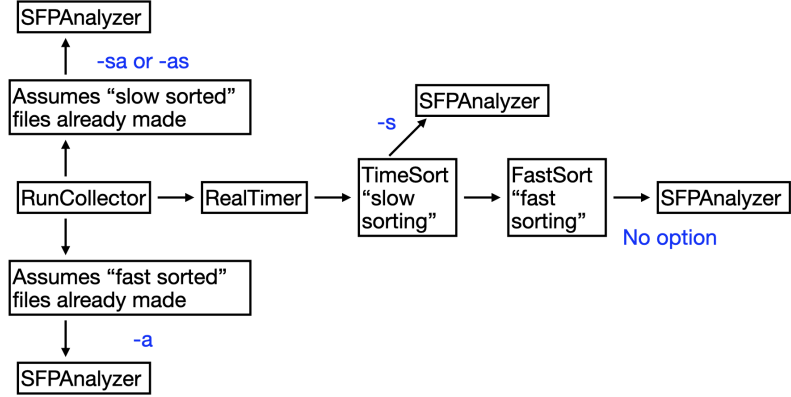 SFPAnalyzer
-sa or -as
Assumes “slow sorted”
files already made
SFPAnalyzer
-s
RunCollector
RealTimer
TimeSort
“slow
sorting”
FastSort
“fast
sorting”
SFPAnalyzer
No option
Assumes “fast sorted”
files already made
-a
SFPAnalyzer